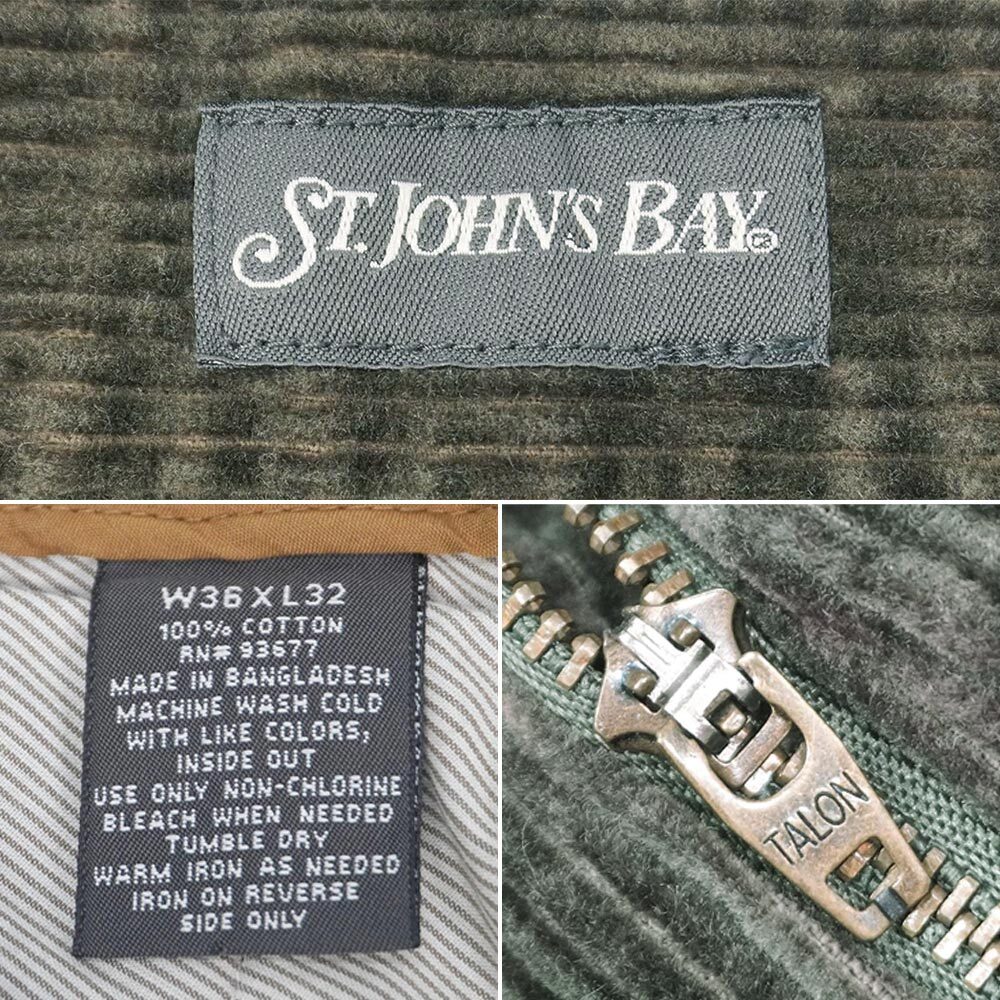 ST. JOHN'S BAY
W36 X L32
100% COTTON
RN# 93677
MADE IN BANGLADESH
MACHINE WASH COLD
WITH LIKE COLORS,
INSIDE OUT
USE ONLY NON-CHLORINE
BLEACH WHEN NEEDED
TUMBLE DRY
WARM IRON AS NEEDED
IRON ON REVERSE
SIDE ONLY
TALON